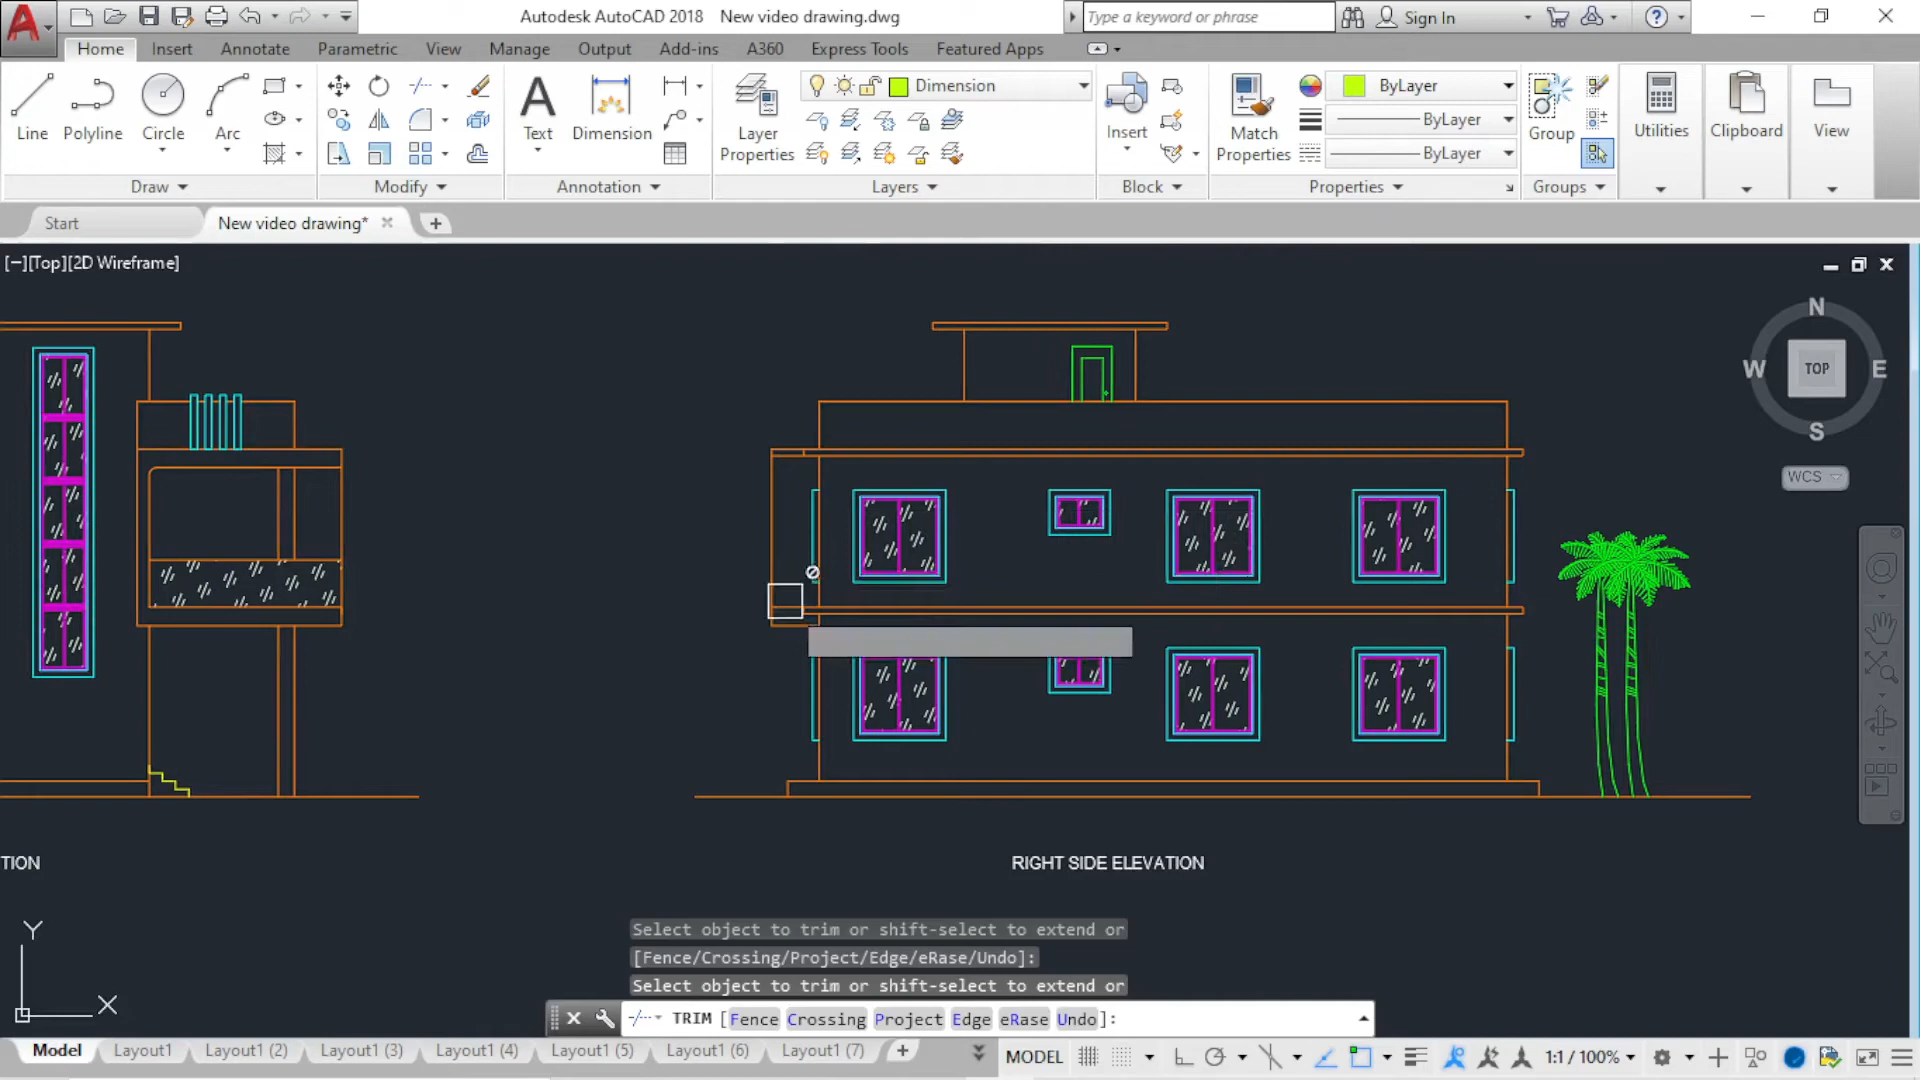 Autodesk AutoCAD 2018 New video drawing.dwg
Type a keyword or phrase
Sign In
Home Insert Annotate Parametric View Manage Output Add-ins A360 Express Tools Featured Apps
Line Polyline Circle Arc
Text Dimension
Layer Properties
Dimension
Insert
Match Properties
ByLayer
ByLayer
ByLayer
Group
Utilities
Clipboard
View
Draw Modify Annotation Layers Block Properties Groups
Start New video drawing*
[−][Top][2D Wireframe]
N
W TOP E
S
WCS
TION
RIGHT SIDE ELEVATION
Y
X
Select object to trim or shift-select to extend or
[Fence/Crossing/Project/Edge/eRase/Undo]:
Select object to trim or shift-select to extend or
TRIM [Fence Crossing Project Edge eRase Undo]:
Model Layout1 Layout1 (2) Layout1 (3) Layout1 (4) Layout1 (5) Layout1 (6) Layout1 (7) MODEL 1:1 / 100%